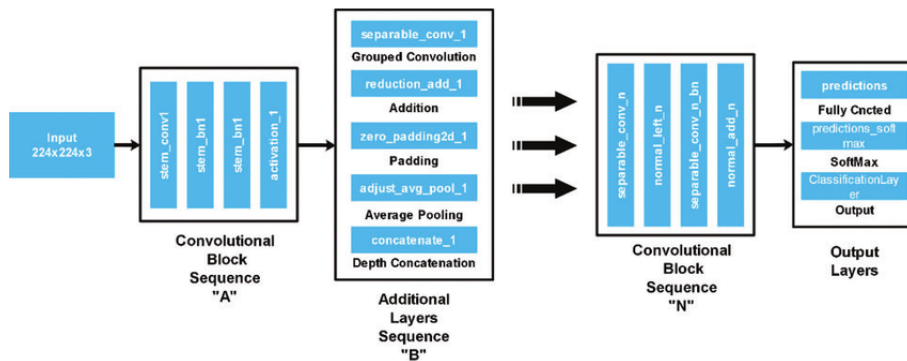 Input
224x224x3
stem_conv1
stem_bn1
stem_bn1
activation_1
Convolutional
Block
Sequence
"A"
separable_conv_1
Grouped Convolution
reduction_add_1
Addition
zero_padding2d_1
Padding
adjust_avg_pool_1
Average Pooling
concatenate_1
Depth Concatenation
Additional
Layers
Sequence
"B"
separable_conv_n
normal_left_n
separable_conv_n_bn
normal_add_n
Convolutional
Block
Sequence
"N"
predictions
Fully Cncted
predictions_soft
max
SoftMax
ClassificationLaye
r
Output
Output
Layers